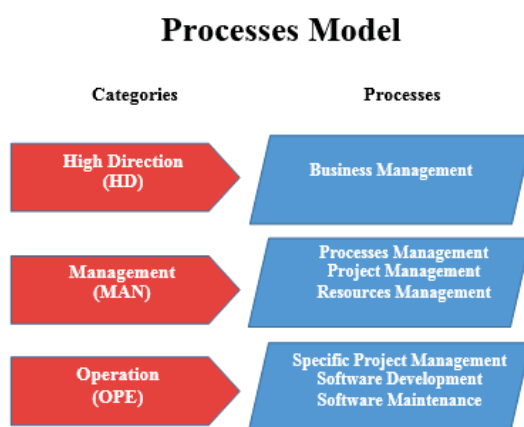 Processes Model
Categories
Processes
High Direction
(HD)
Business Management
Management
(MAN)
Processes Management
Project Management
Resources Management
Operation
(OPE)
Specific Project Management
Software Development
Software Maintenance